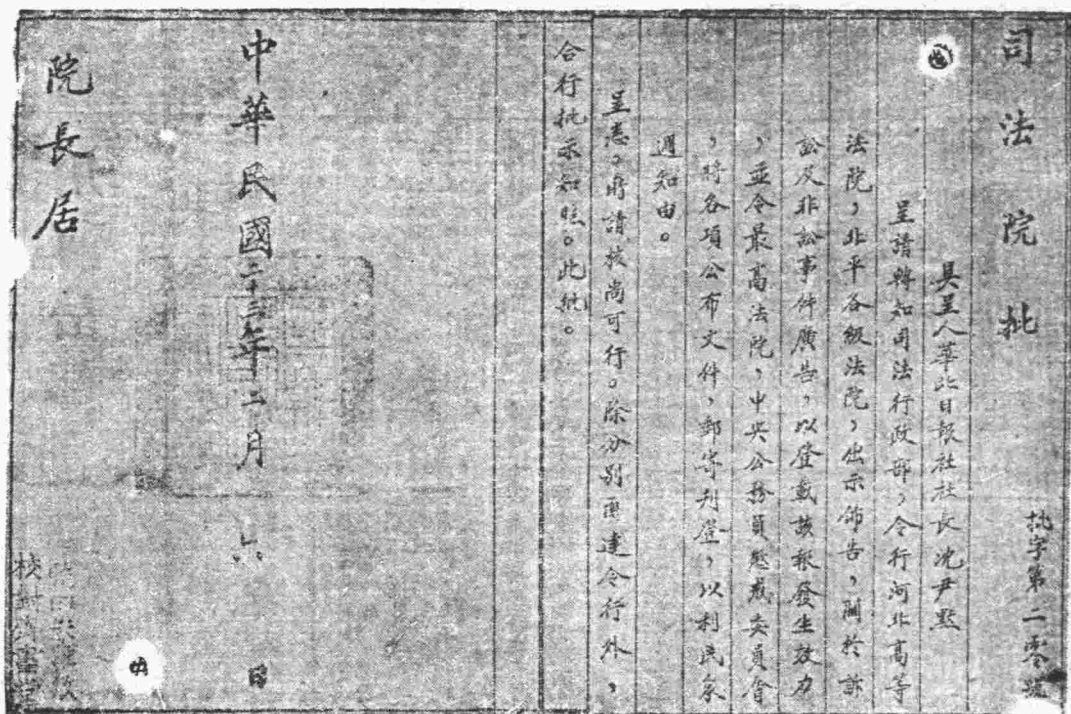 司法院批
批字第二零號
具呈人華北日報社社長沈尹默
呈請轉知司法行政部，令行河北高等
法院，北平各級法院，出示佈告，關於訴
訟及非訟事件廣告，以登載該報發生效力
，並令最高法院，中央公務員懲戒委員會
，將各項公布文件，郵寄刊登，以利民衆
週知由。
呈悉，所請核尚可行。除分別函達令行外，
合行批示知照。此批。
中華民國二十三年二月六日
院長居
校對